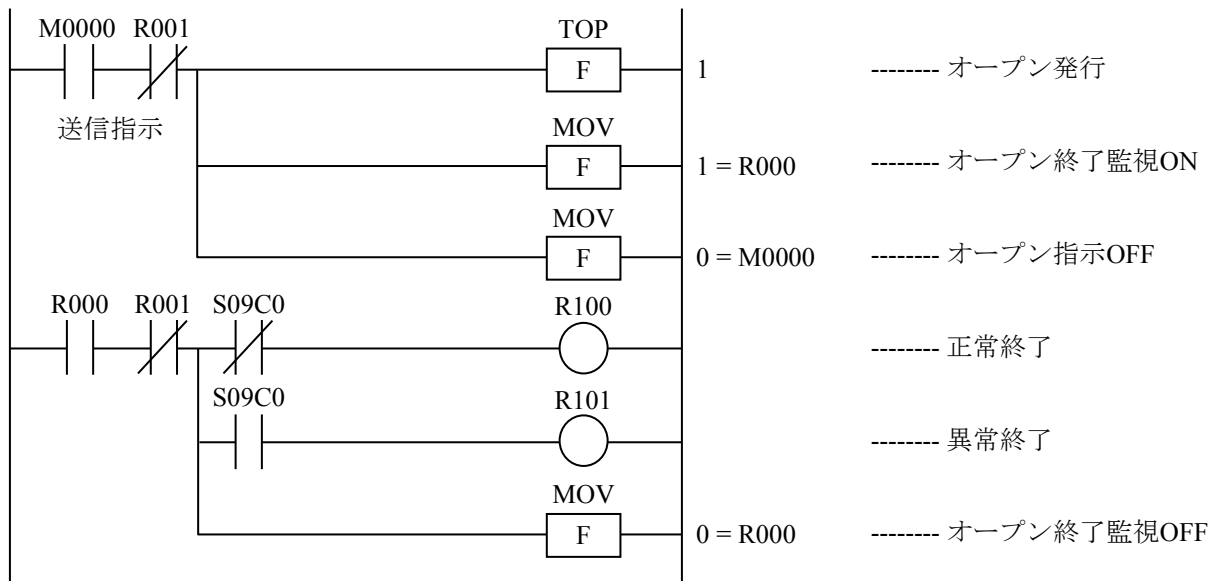 M0000 R001 TOP
F 1 -------- オープン発行
送信指示
MOV
F 1 = R000 -------- オープン終了監視ON
MOV
F 0 = M0000 -------- オープン指示OFF
R000 R001 S09C0 R100
-------- 正常終了
S09C0 R101
-------- 異常終了
MOV
F 0 = R000 -------- オープン終了監視OFF